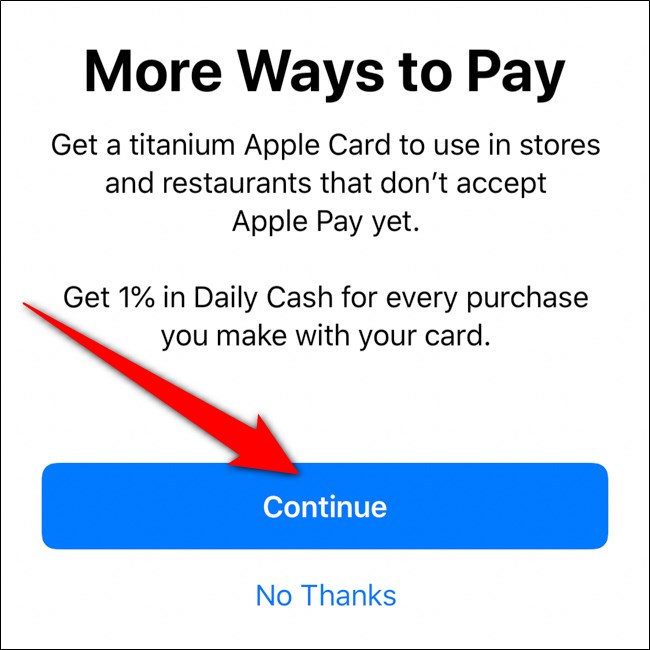 More Ways to Pay
Get a titanium Apple Card to use in stores
and restaurants that don’t accept
Apple Pay yet.
Get 1% in Daily Cash for every purchase
you make with your card.
Continue
No Thanks